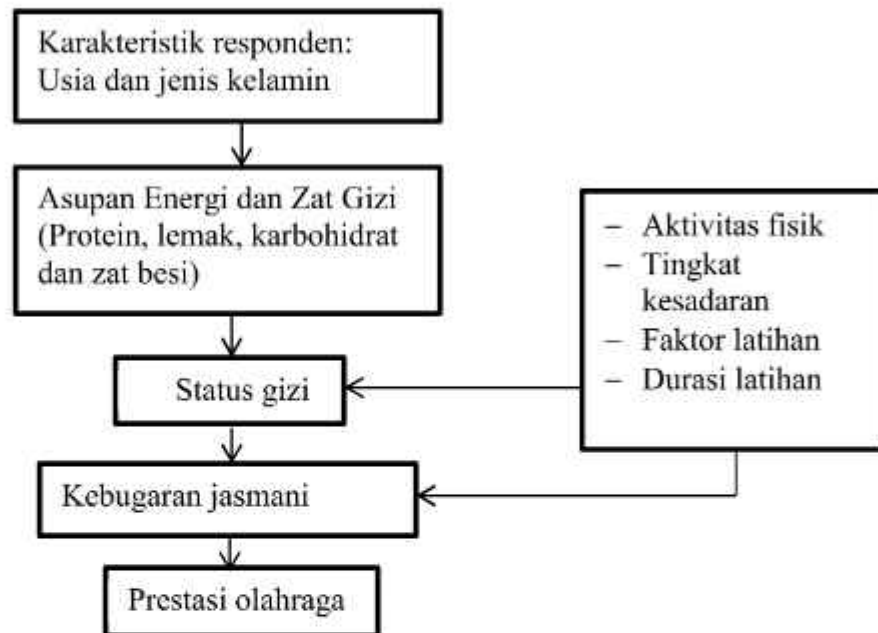 Karakteristik responden:
Usia dan jenis kelamin
Asupan Energi dan Zat Gizi
(Protein, lemak, karbohidrat
dan zat besi)
– Aktivitas fisik
– Tingkat
kesadaran
– Faktor latihan
– Durasi latihan
Status gizi
Kebugaran jasmani
Prestasi olahraga